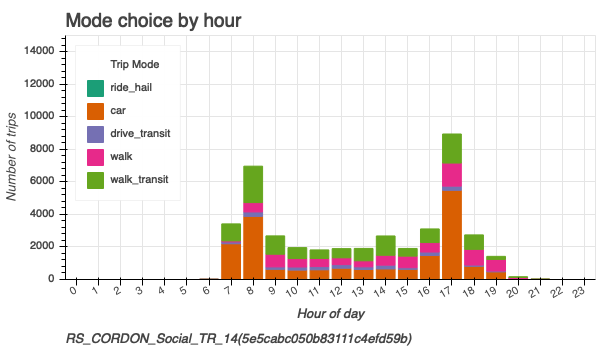 Mode choice by hour
Number of trips
14000
12000
10000
8000
6000
4000
2000
0
Trip Mode
ride_hail
car
drive_transit
walk
walk_transit
0 1 2 3 4 5 6 7 8 9 10 11 12 13 14 15 16 17 18 19 20 21 22 23
Hour of day
RS_CORDON_Social_TR_14(5e5cabc050b83111c4efd59b)